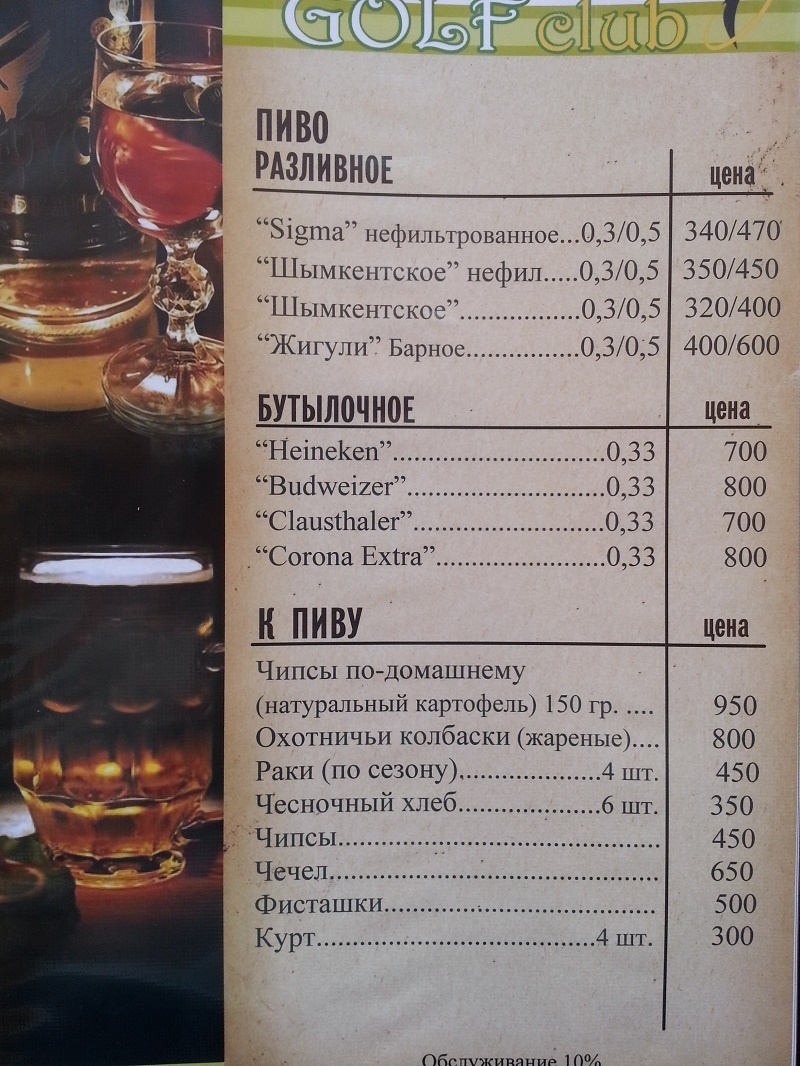 GOLF club
ПИВО
РАЗЛИВНОЕ цена
“Sigma” нефильтрованное...0,3/0,5 340/470
“Шымкентское” нефил.....0,3/0,5 350/450
“Шымкентское”.................0,3/0,5 320/400
“Жигули” Барное................0,3/0,5 400/600
БУТЫЛОЧНОЕ цена
“Heineken”..............................0,33 700
“Budweizer”............................0,33 800
“Clausthaler”...........................0,33 700
“Corona Extra”........................0,33 800
К ПИВУ цена
Чипсы по-домашнему
(натуральный картофель) 150 гр. .... 950
Охотничьи колбаски (жареные).... 800
Раки (по сезону)....................4 шт. 450
Чесночный хлеб....................6 шт. 350
Чипсы.............................................. 450
Чечел............................................... 650
Фисташки....................................... 500
Курт.......................................4 шт. 300
Обслуживание 10%